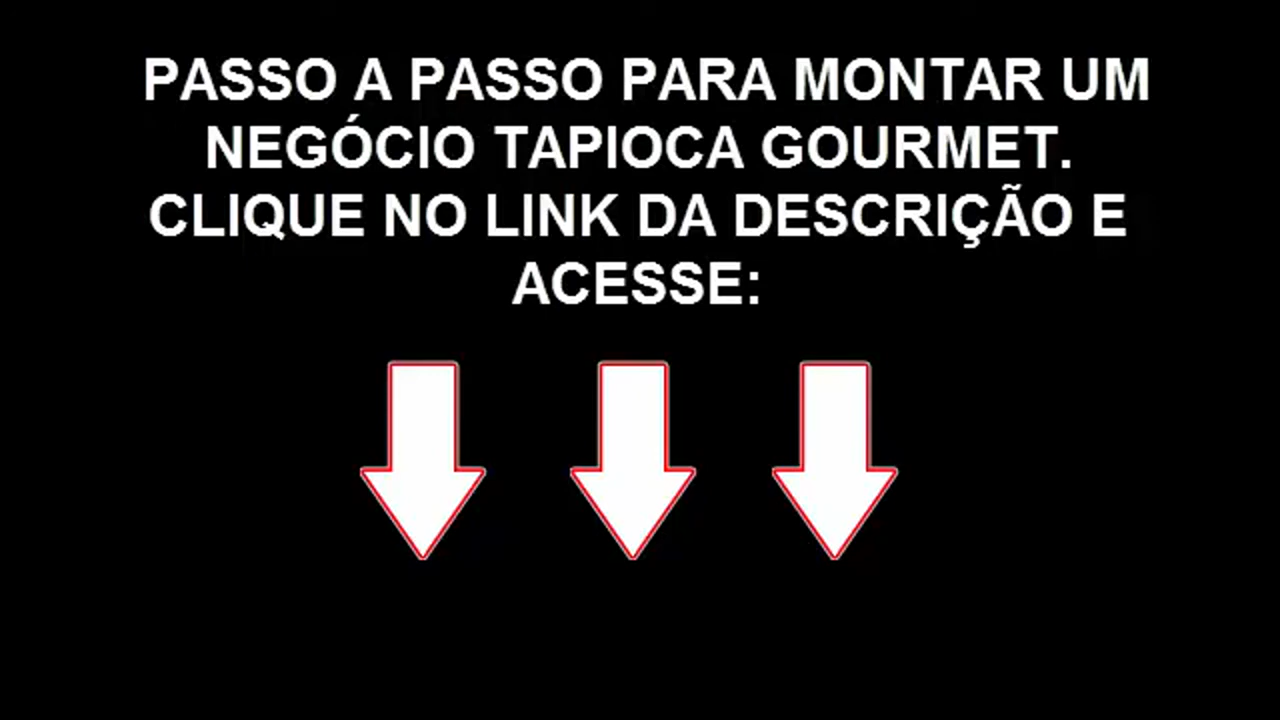 PASSO A PASSO PARA MONTAR UM
NEGÓCIO TAPIOCA GOURMET.
CLIQUE NO LINK DA DESCRIÇÃO E
ACESSE: